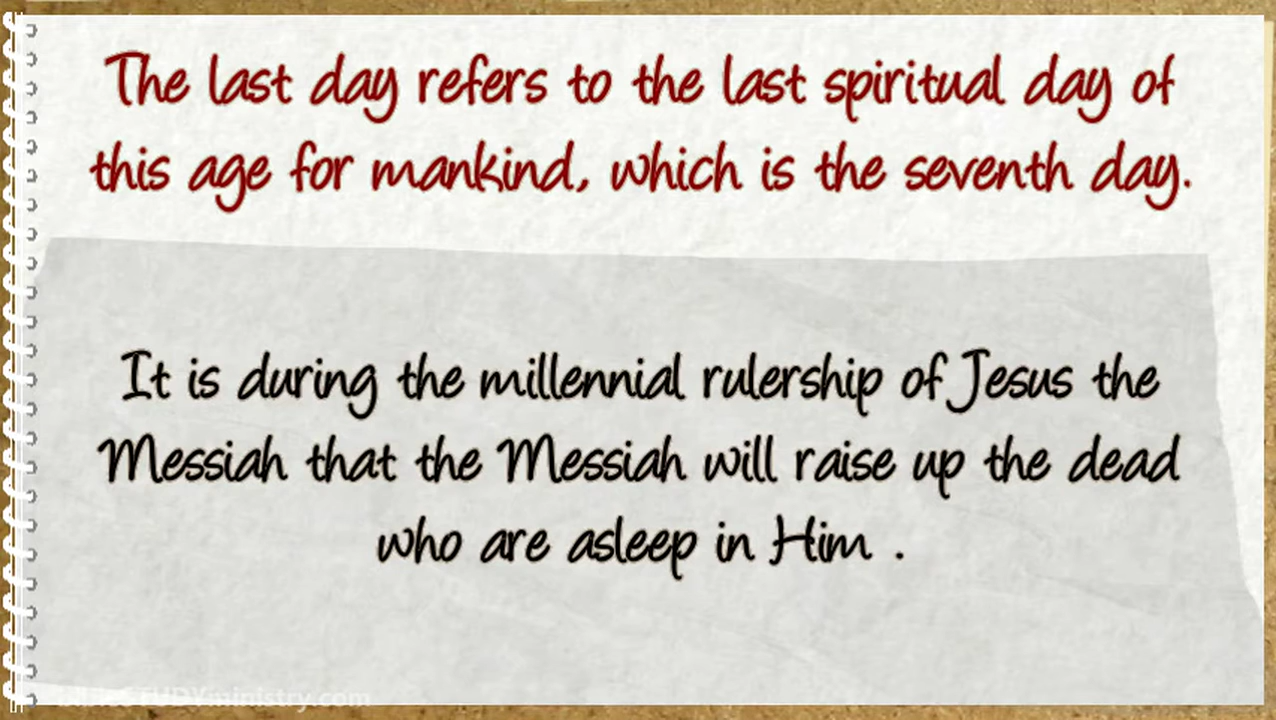 The last day refers to the last spiritual day of
this age for mankind, which is the seventh day.
It is during the millennial rulership of Jesus the
Messiah that the Messiah will raise up the dead
who are asleep in Him .